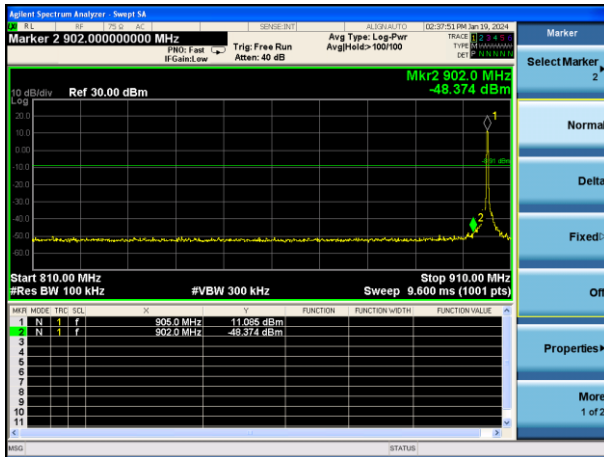 Agilent Spectrum Analyzer - Swept SA
RL RF 75 Ω AC SENSE:INT ALIGNAUTO 02:37:51 PM Jan 19, 2024
Marker 2 902.000000000 MHz
PNO: Fast
IFGain:Low
Trig: Free Run
Atten: 40 dB
Avg Type: Log-Pwr
Avg|Hold:>100/100
TRACE 1 2 3 4 5 6
TYPE M
DET P N N N N N
Mkr2 902.0 MHz
-48.374 dBm
10 dB/div Ref 30.00 dBm
Log
20.0
10.0
0.00
-10.0
-20.0
-30.0
-40.0
-50.0
-60.0
1
2
Start 810.00 MHz Stop 910.00 MHz
#Res BW 100 kHz #VBW 300 kHz Sweep 9.600 ms (1001 pts)
MKR MODE TRC SCL X Y FUNCTION FUNCTION WIDTH FUNCTION VALUE
1 N 1 f 905.0 MHz 11.085 dBm
2 N 1 f 902.0 MHz -48.374 dBm
3
4
5
6
7
8
9
10
11
MSG STATUS
Marker
Select Marker
2
Normal
Delta
Fixed
Off
Properties
More
1 of 2